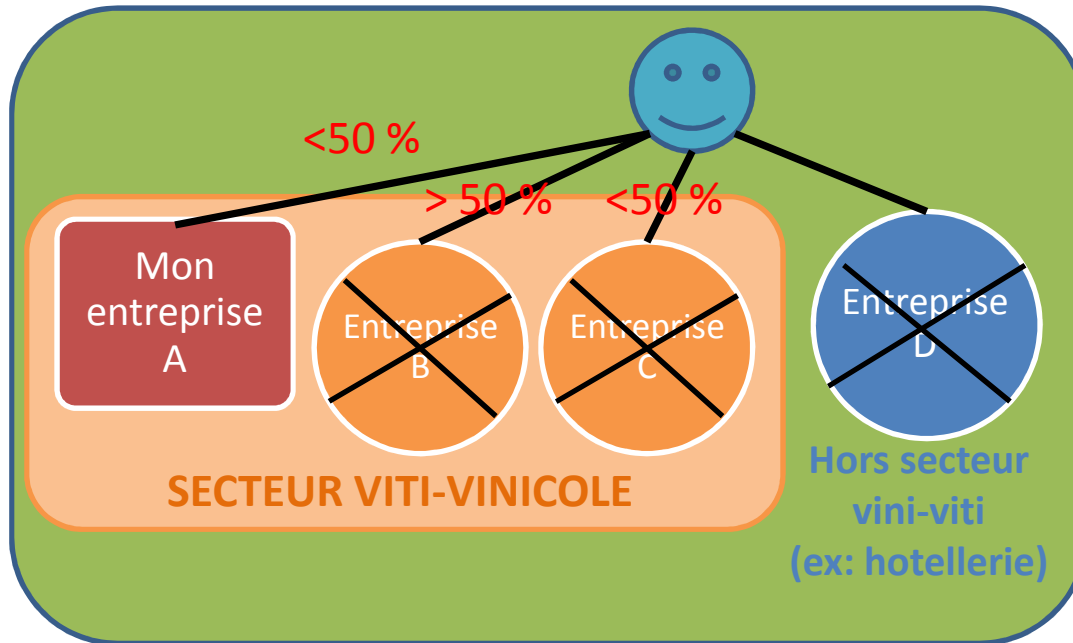 <50 %
> 50 %
<50 %
Mon
entreprise
A
Entreprise
B
Entreprise
C
Entreprise
D
SECTEUR VITI-VINICOLE
Hors secteur
vini-viti
(ex: hotellerie)